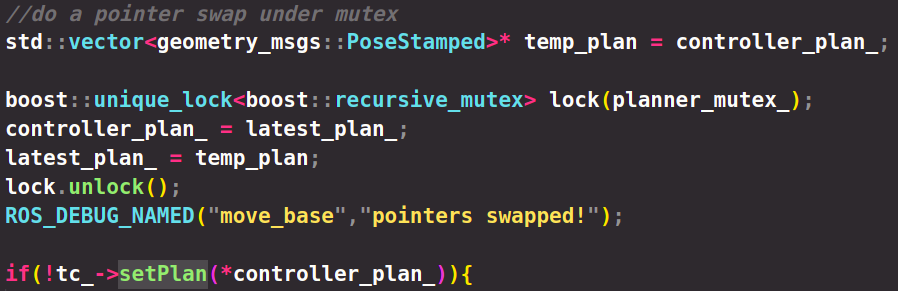 //do a pointer swap under mutex
std::vector<geometry_msgs::PoseStamped>* temp_plan = controller_plan_;
boost::unique_lock<boost::recursive_mutex> lock(planner_mutex_);
controller_plan_ = latest_plan_;
latest_plan_ = temp_plan;
lock.unlock();
ROS_DEBUG_NAMED("move_base","pointers swapped!");
if(!tc_->setPlan(*controller_plan_)){